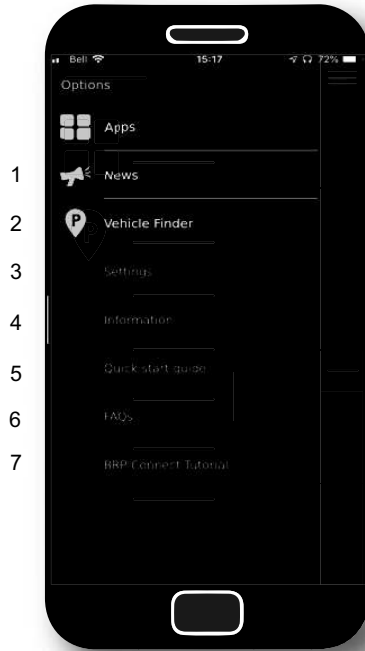 Bell 15:17 72%
Options
Apps
1 News
2 P Vehicle Finder
3 Settings
4 Information
5 Quick start guide
6 FAQs
7 BRP Connect Tutorial